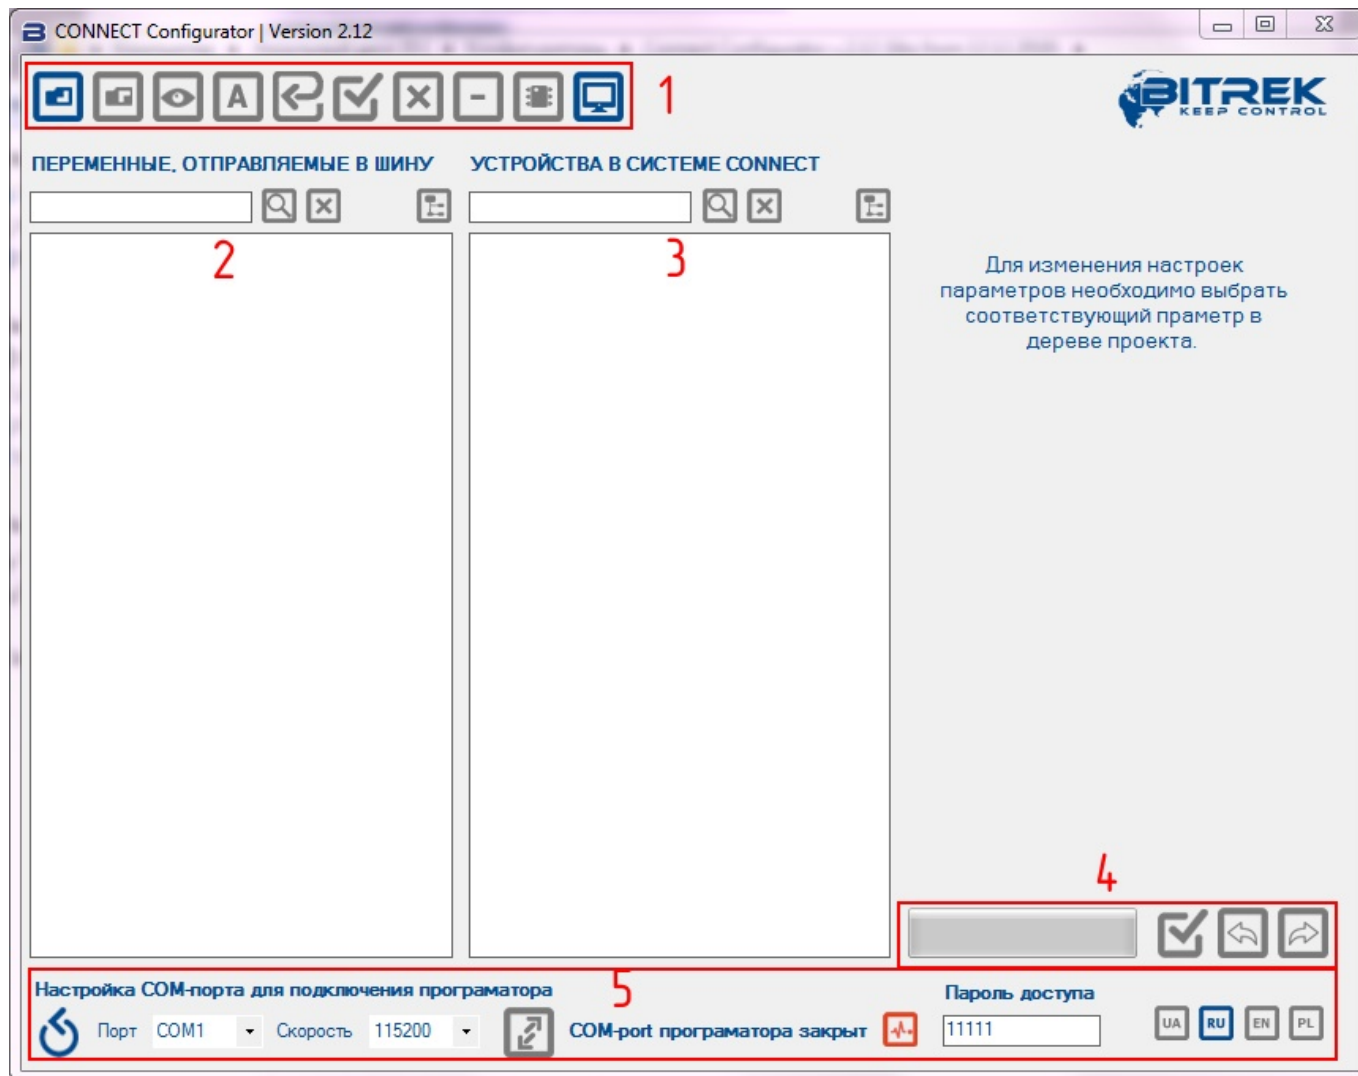 CONNECT Configurator | Version 2.12
A
1
BITREK
KEEP CONTROL
ПЕРЕМЕННЫЕ, ОТПРАВЛЯЕМЫЕ В ШИНУ
УСТРОЙСТВА В СИСТЕМЕ CONNECT
2
3
Для изменения настроек
параметров необходимо выбрать
соответствующий праметр в
дереве проекта.
4
5
Настройка COM-порта для подключения програматора
Порт COM1 Скорость 115200
COM-port програматора закрыт
Пароль доступа
11111
UA RU EN PL